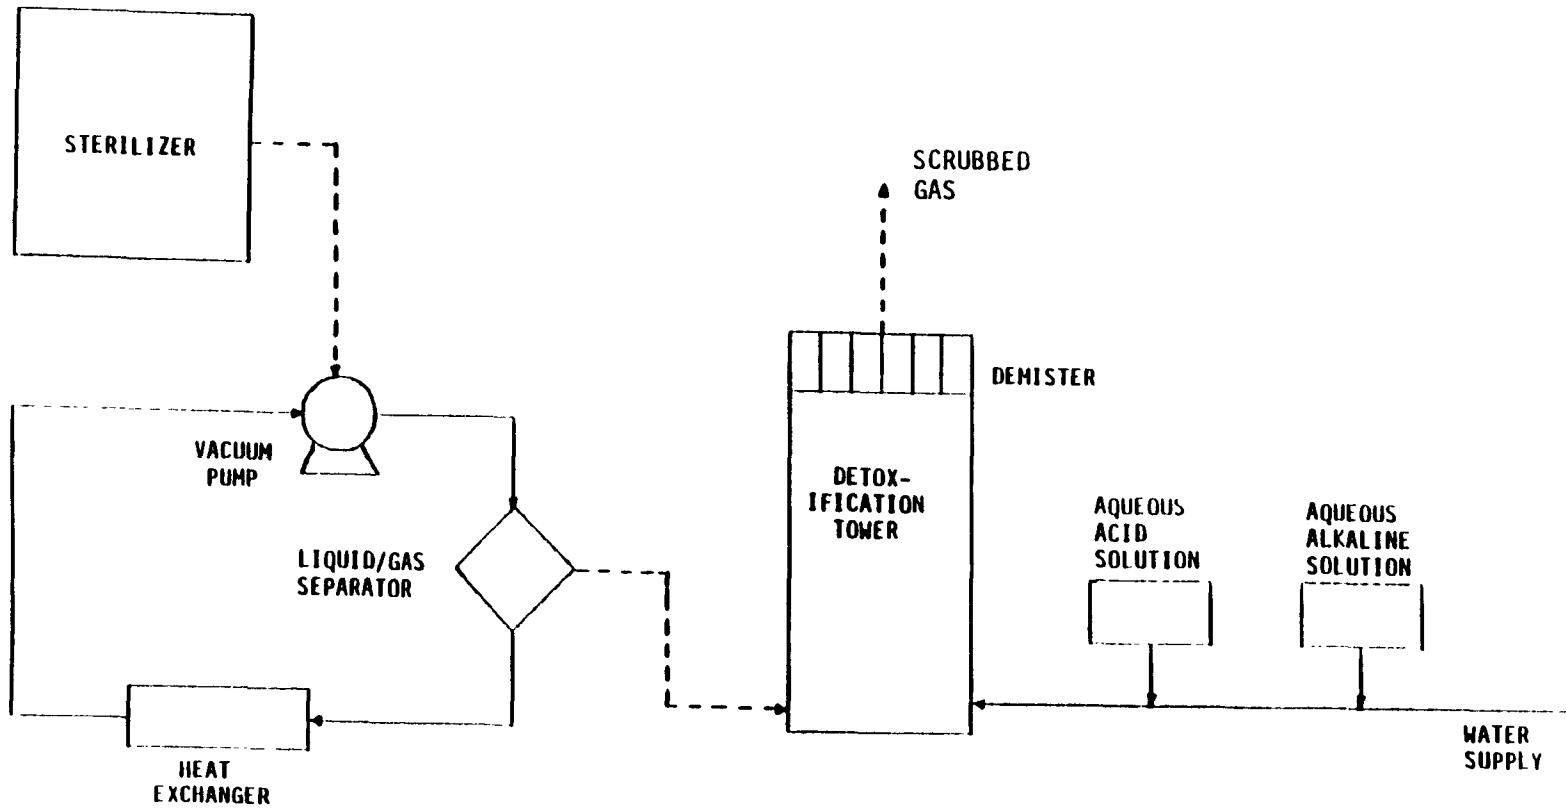 STERILIZER
SCRUBBED
GAS
DEMISTER
VACUUM
PUMP
DETOX-
IFICATION
TOWER
AQUEOUS
ACID
SOLUTION
AQUEOUS
ALKALINE
SOLUTION
LIQUID/GAS
SEPARATOR
WATER
SUPPLY
HEAT
EXCHANGER